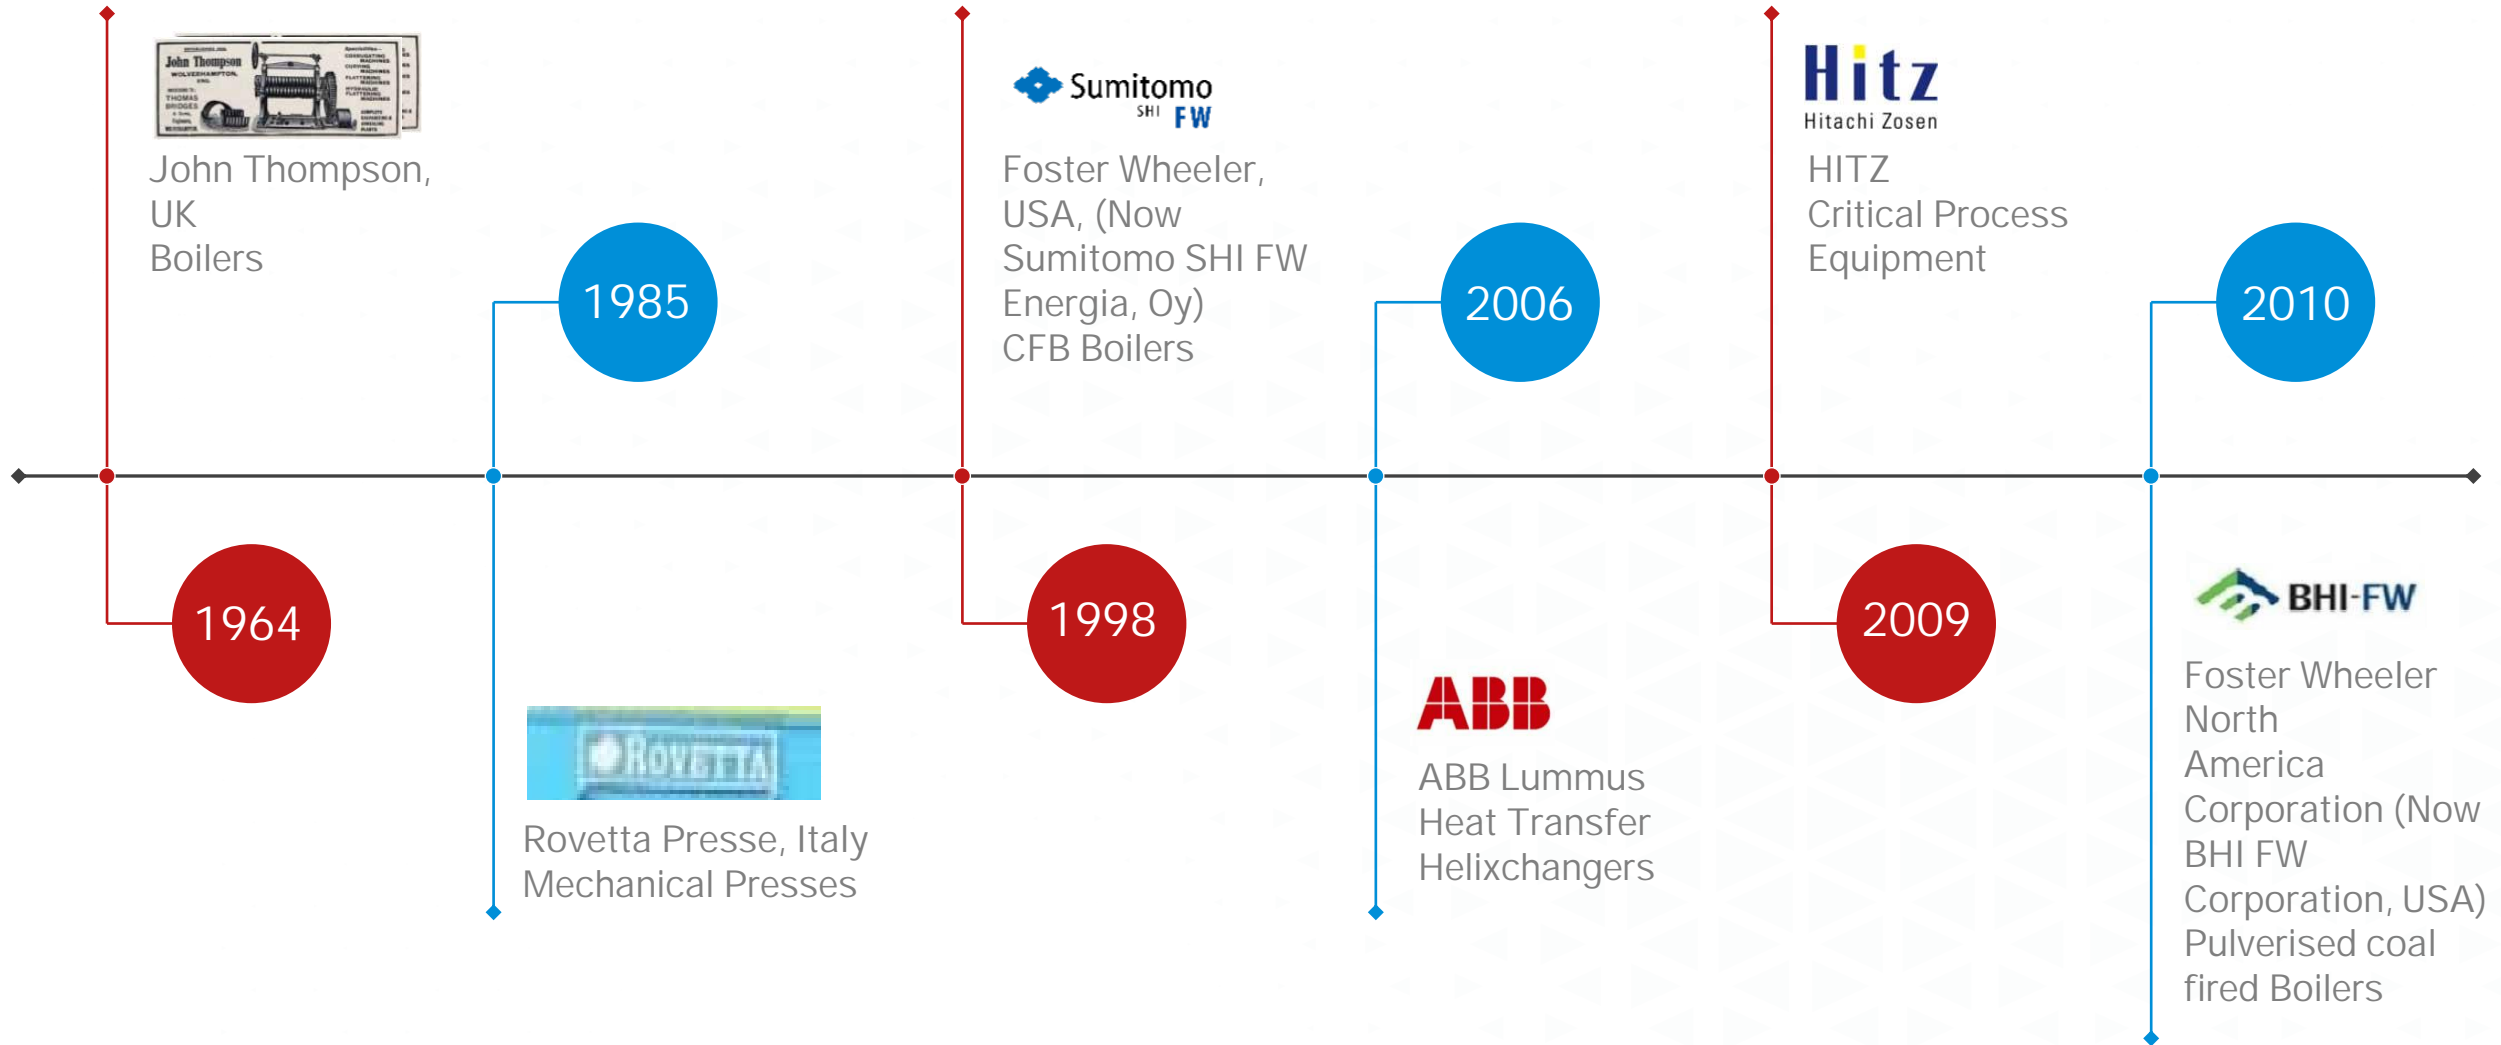 John Thompson
WOLVERHAMPTON,
THOMAS
BRIDGES
John Thompson,
UK
Boilers
1964
1985
ROVETTA
Rovetta Presse, Italy
Mechanical Presses
Sumitomo
SHI FW
Foster Wheeler,
USA, (Now
Sumitomo SHI FW
Energia, Oy)
CFB Boilers
1998
2006
ABB
ABB Lummus
Heat Transfer
Helixchangers
Hitz
Hitachi Zosen
HITZ
Critical Process
Equipment
2009
2010
BHI-FW
Foster Wheeler
North
America
Corporation (Now
BHI FW
Corporation, USA)
Pulverised coal
fired Boilers